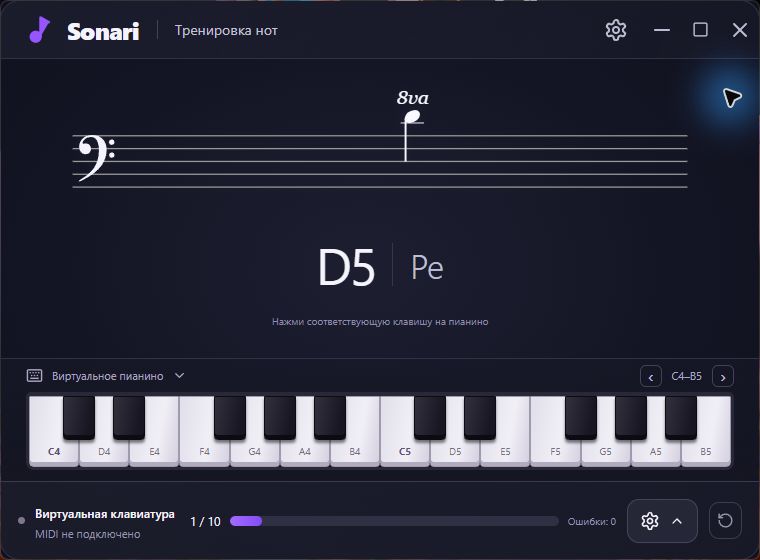 Sonari
Тренировка нот
8va
D5
Ре
Нажми соответствующую клавишу на пианино
Виртуальное пианино
‹ C4–B5 ›
C4 D4 E4 F4 G4 A4 B4 C5 D5 E5 F5 G5 A5 B5
Виртуальная клавиатура
MIDI не подключено
1 / 10
Ошибки: 0